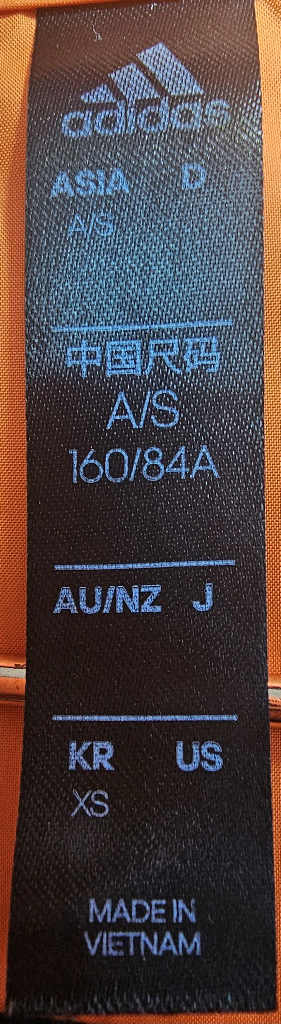 adidas
ASIA D
A/S
中国尺码
A/S
160/84A
AU/NZ J
KR US
XS
MADE IN
VIETNAM